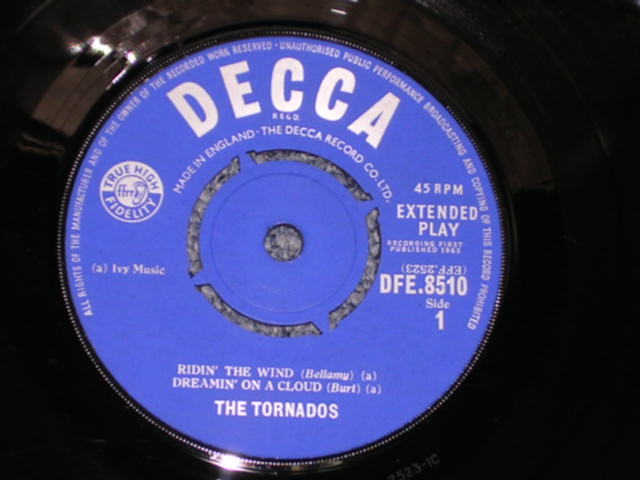 ALL RIGHTS OF THE MANUFACTURER AND OF THE OWNER OF THE RECORDED WORK RESERVED · UNAUTHORISED PUBLIC PERFORMANCE BROADCASTING AND COPYING OF THIS RECORD PROHIBITED
DECCA
REGD.
MADE IN ENGLAND · THE DECCA RECORD CO. LTD.
TRUE HIGH
ffrr
FIDELITY
45 RPM
EXTENDED
PLAY
RECORDING FIRST
PUBLISHED 1962
(a) Ivy Music
(EFF.2523)
DFE.8510
Side
1
RIDIN' THE WIND (Bellamy) (a)
DREAMIN' ON A CLOUD (Burt) (a)
THE TORNADOS
2523-1C